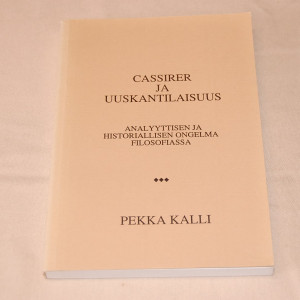 CASSIRER
JA
UUSKANTILAISUUS
ANALYYTTISEN JA
HISTORIALLISEN ONGELMA
FILOSOFIASSA
PEKKA KALLI